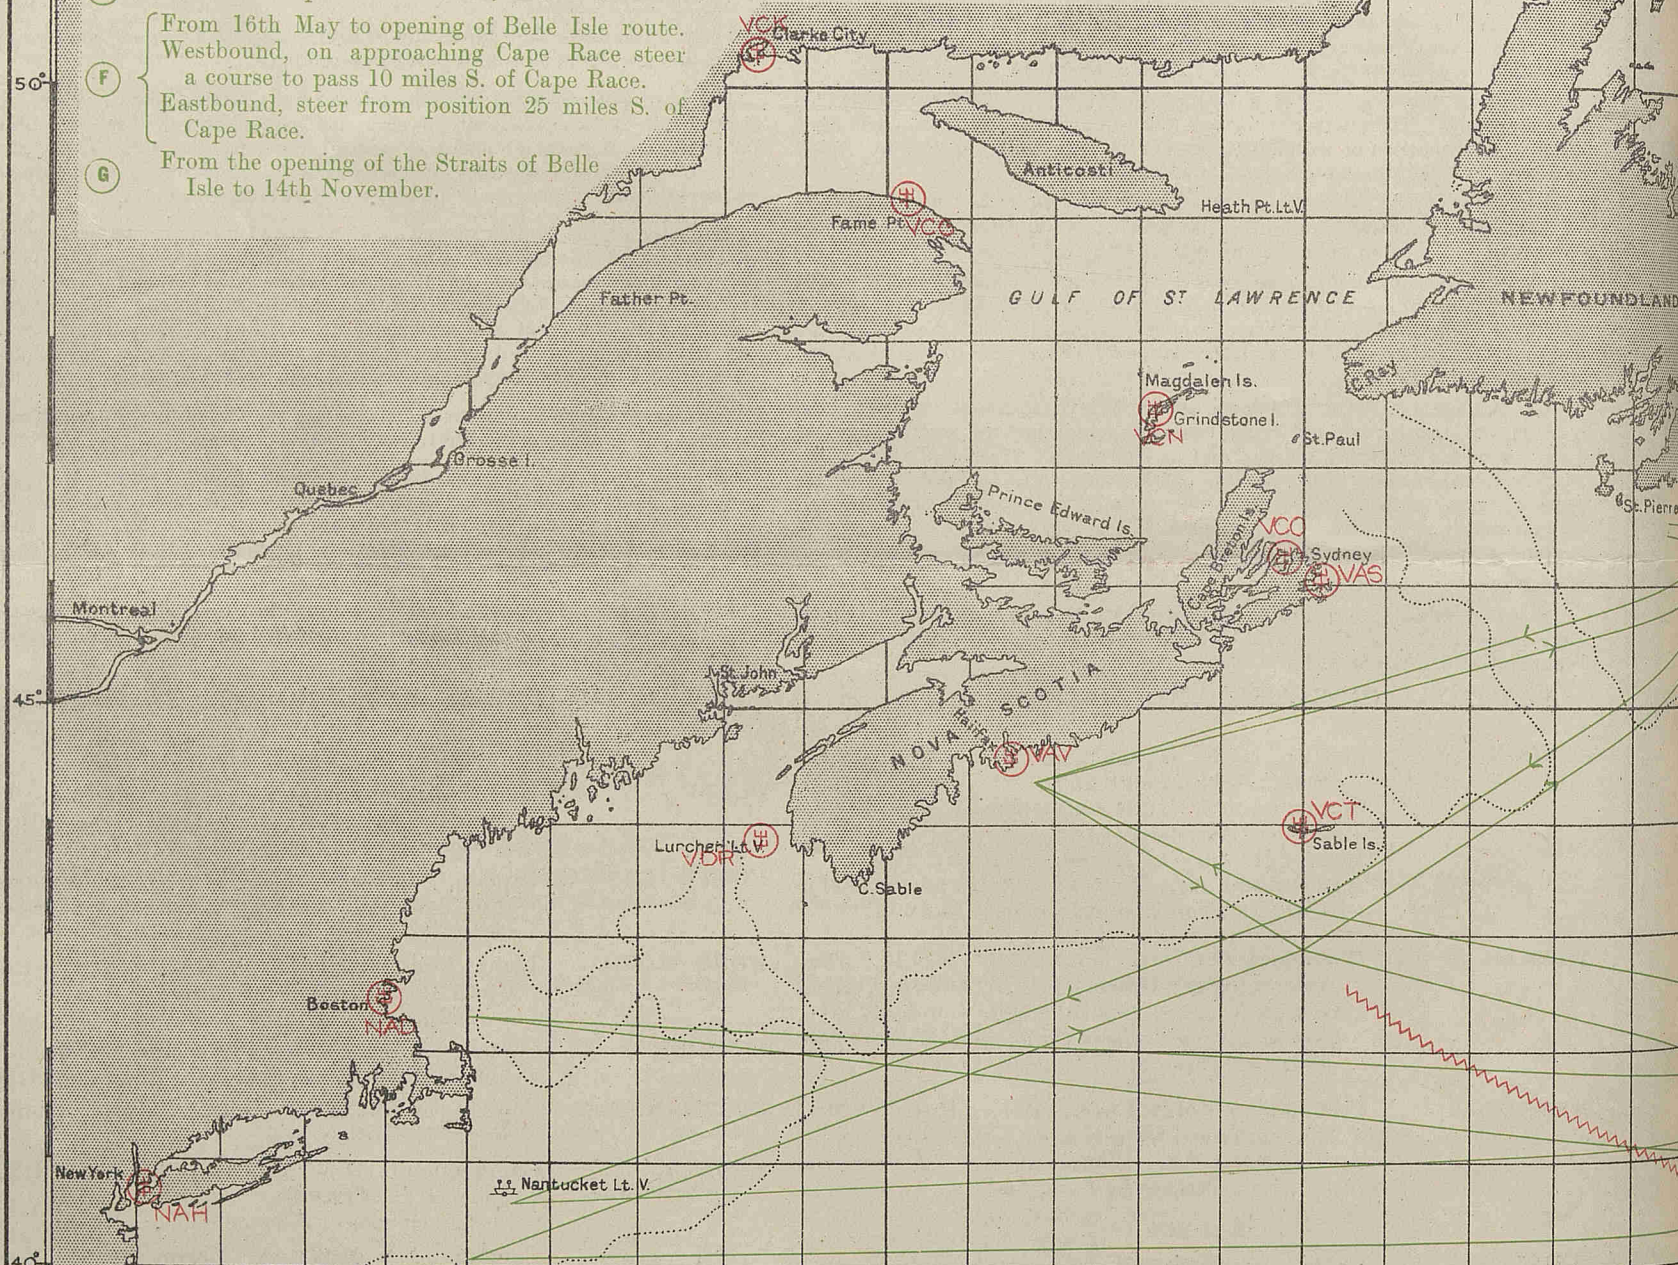 F
From 16th May to opening of Belle Isle route.
Westbound, on approaching Cape Race steer
a course to pass 10 miles S. of Cape Race.
Eastbound, steer from position 25 miles S. of
Cape Race.
G
From the opening of the Straits of Belle
Isle to 14th November.
VCK
Clarke City
50°
Anticosti
Heath Pt. Lt. V.
Fame Pt.
VCG
Father Pt.
GULF OF ST LAWRENCE
NEWFOUNDLAND
C. Ray
Magdalen Is.
Grindstone I.
VCN
St. Paul
Grosse I.
Quebec
Prince Edward Is.
Cape Breton Is.
St. Pierre
VCO
Sydney
VAS
Montreal
St. John
45°
NOVA SCOTIA
Halifax
VAV
VCT
Sable Is.
Lurcher Lt. V.
VDR
C. Sable
Boston
NAD
New York
NAH
Nantucket Lt. V.
40°